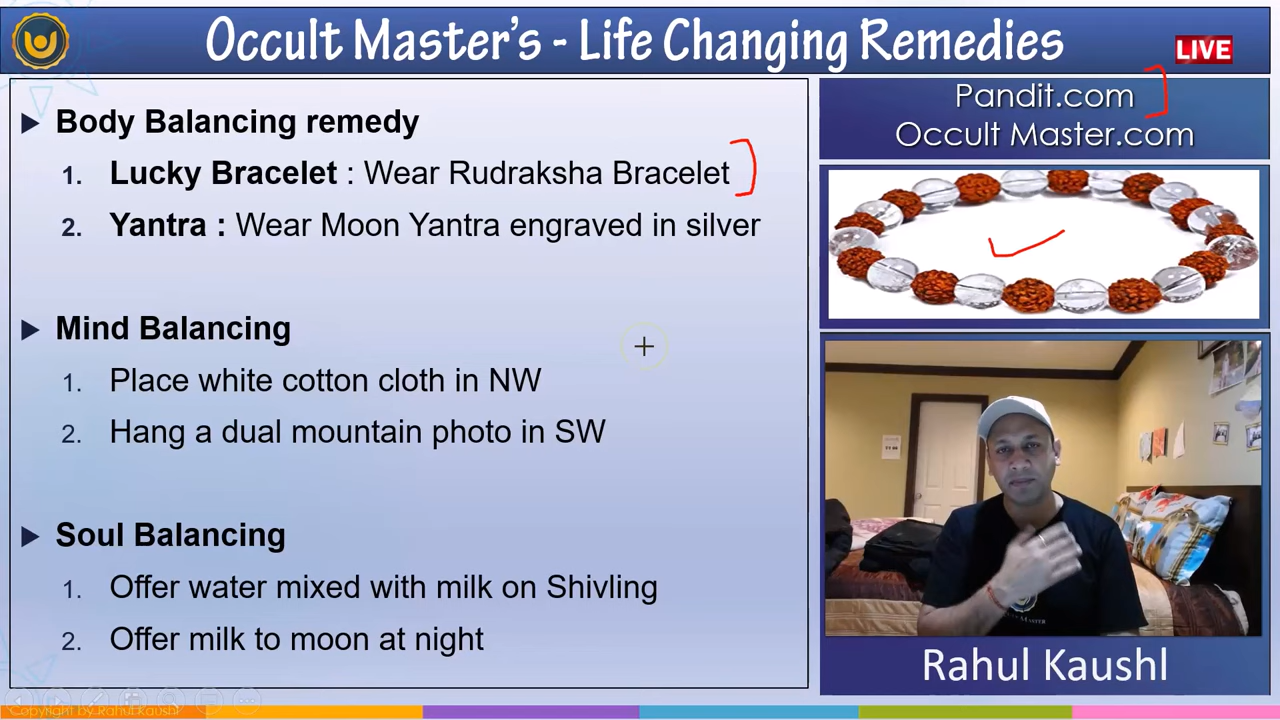 Occult Master's - Life Changing Remedies
LIVE
Body Balancing remedy
1. Lucky Bracelet : Wear Rudraksha Bracelet
2. Yantra : Wear Moon Yantra engraved in silver
Mind Balancing
1. Place white cotton cloth in NW
2. Hang a dual mountain photo in SW
Soul Balancing
1. Offer water mixed with milk on Shivling
2. Offer milk to moon at night
Copyright by Rahul Kaushl
Pandit.com
Occult Master.com
Rahul Kaushl